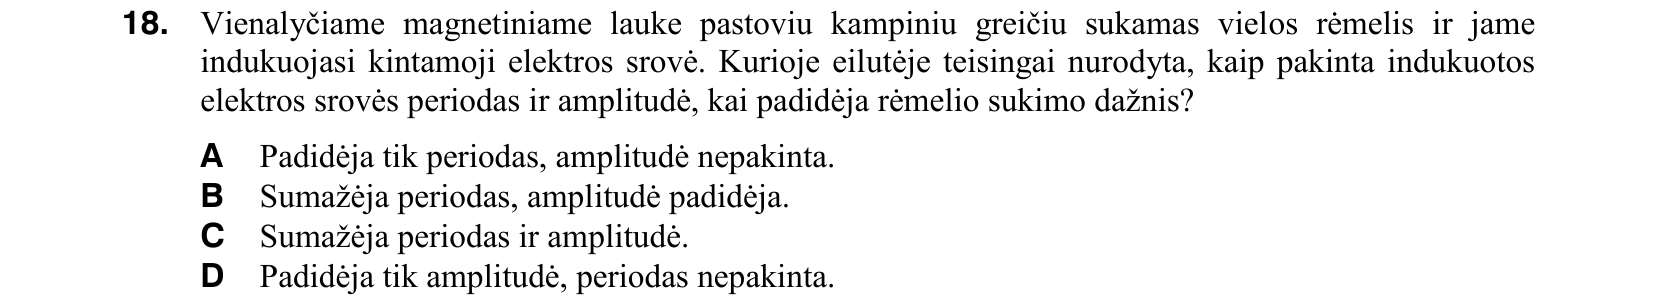 18. Vienalyčiame magnetiniame lauke pastoviu kampiniu greičiu sukamas vielos rėmelis ir jame
indukuojasi kintamoji elektros srovė. Kurioje eilutėje teisingai nurodyta, kaip pakinta indukuotos
elektros srovės periodas ir amplitudė, kai padidėja rėmelio sukimo dažnis?
A Padidėja tik periodas, amplitudė nepakinta.
B Sumažėja periodas, amplitudė padidėja.
C Sumažėja periodas ir amplitudė.
D Padidėja tik amplitudė, periodas nepakinta.